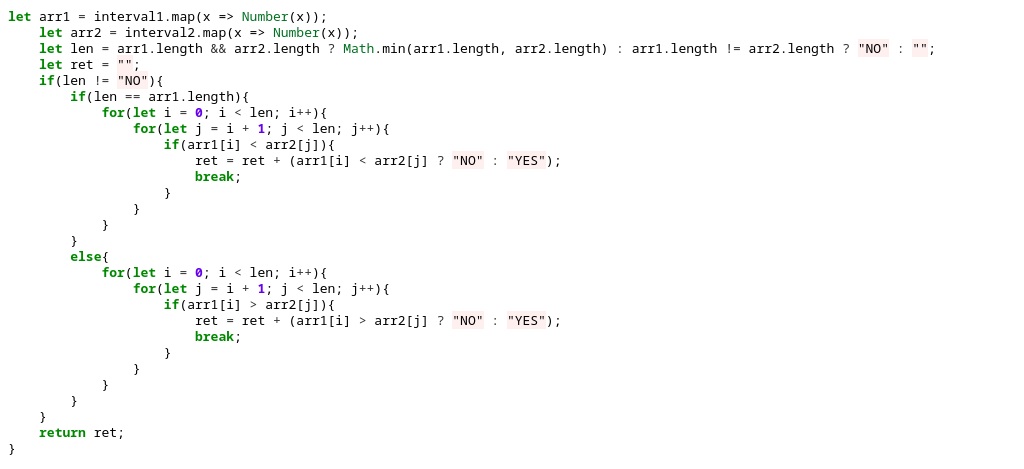 let arr1 = interval1.map(x => Number(x));
    let arr2 = interval2.map(x => Number(x));
    let len = arr1.length && arr2.length ? Math.min(arr1.length, arr2.length) : arr1.length != arr2.length ? "NO" : "";
    let ret = "";
    if(len != "NO"){
        if(len == arr1.length){
            for(let i = 0; i < len; i++){
                for(let j = i + 1; j < len; j++){
                    if(arr1[i] < arr2[j]){
                        ret = ret + (arr1[i] < arr2[j] ? "NO" : "YES");
                        break;
                    }
                }
            }
        }
        else{
            for(let i = 0; i < len; i++){
                for(let j = i + 1; j < len; j++){
                    if(arr1[i] > arr2[j]){
                        ret = ret + (arr1[i] > arr2[j] ? "NO" : "YES");
                        break;
                    }
                }
            }
        }
    }
    return ret;
}